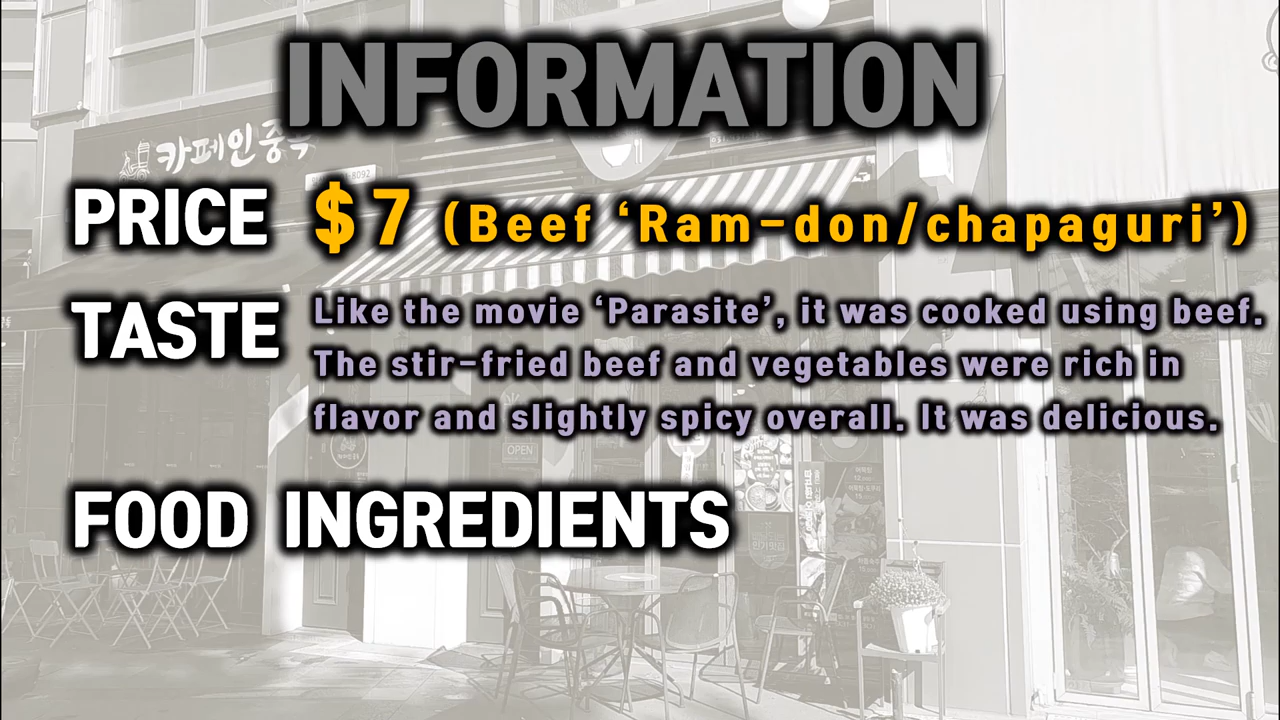 INFORMATION
카페인중독
8092
PRICE $7 (Beef ‘Ram-don/chapaguri’)
TASTE Like the movie ‘Parasite’, it was cooked using beef.
The stir-fried beef and vegetables were rich in
flavor and slightly spicy overall. It was delicious.
OPEN
FOOD INGREDIENTS